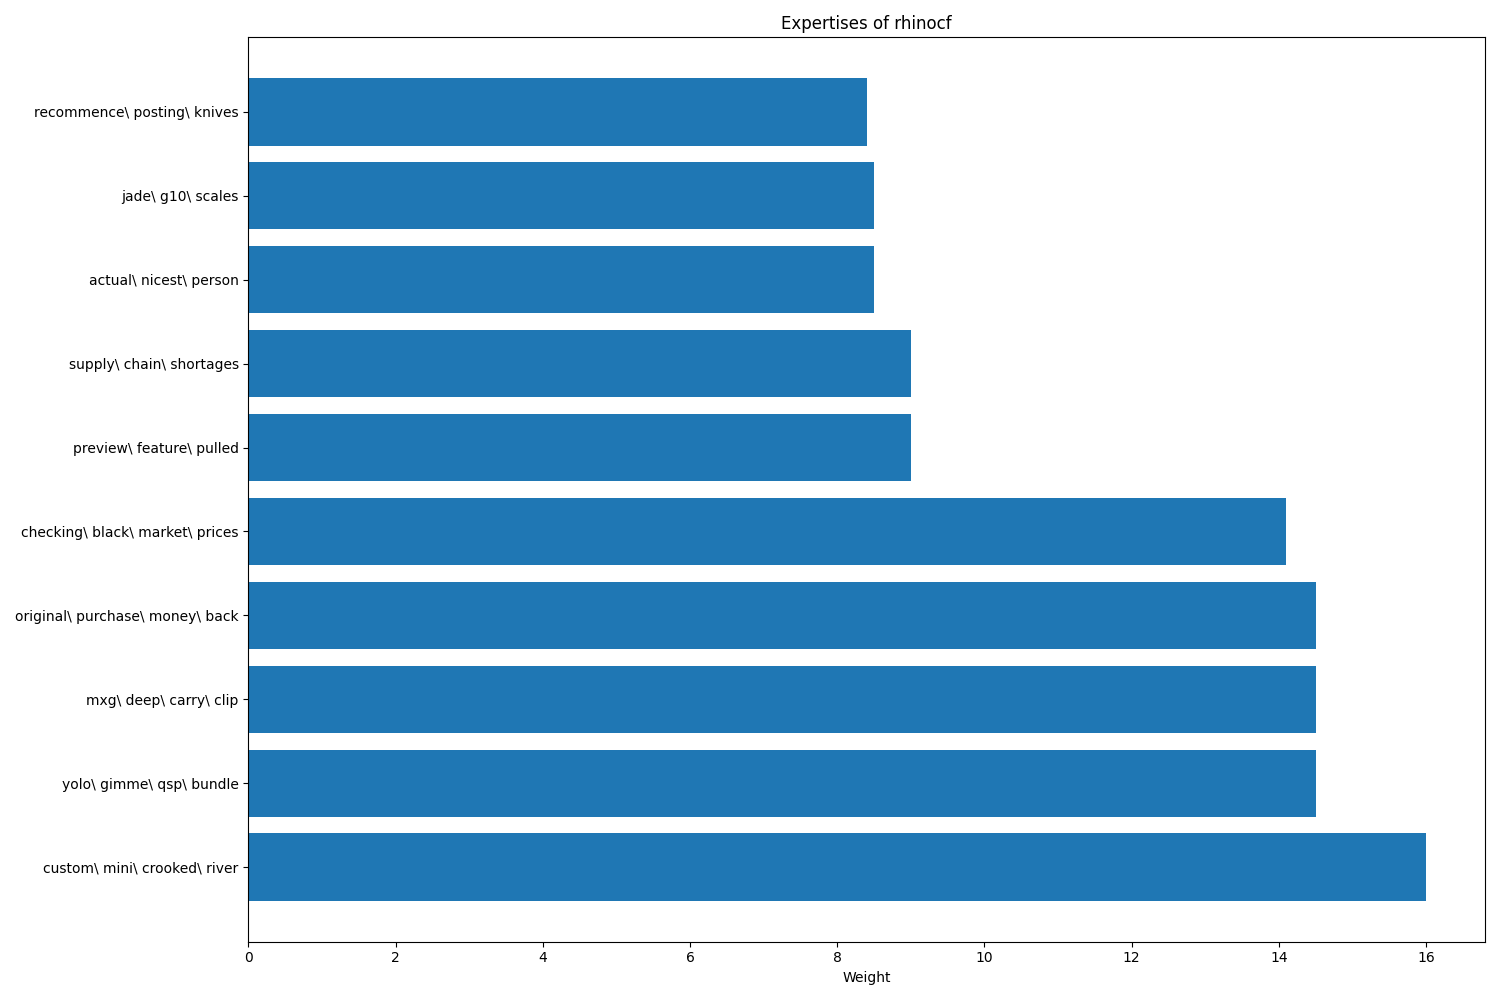 Expertises of rhinocf
recommence\ posting\ knives
jade\ g10\ scales
actual\ nicest\ person
supply\ chain\ shortages
preview\ feature\ pulled
checking\ black\ market\ prices
original\ purchase\ money\ back
mxg\ deep\ carry\ clip
yolo\ gimme\ qsp\ bundle
custom\ mini\ crooked\ river
0 2 4 6 8 10 12 14 16
Weight